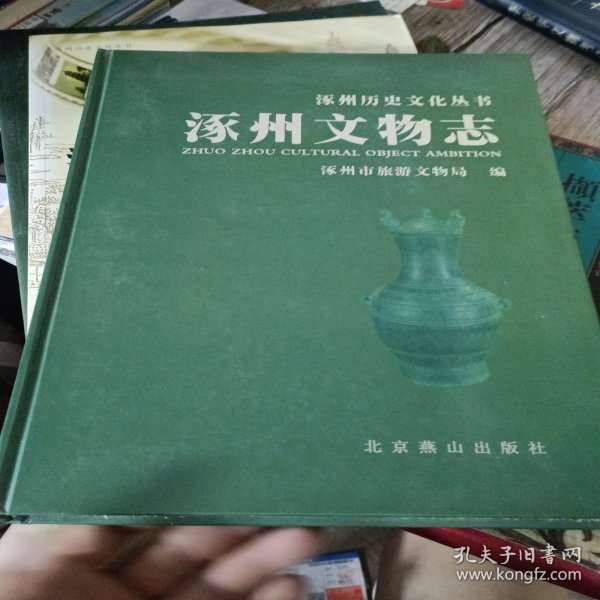 涿州历史文化丛书
涿州文物志
ZHUO ZHOU CULTURAL OBJECT AMBITION
涿州市旅游文物局 编
北京燕山出版社
孔夫子旧书网
www.kongfz.com